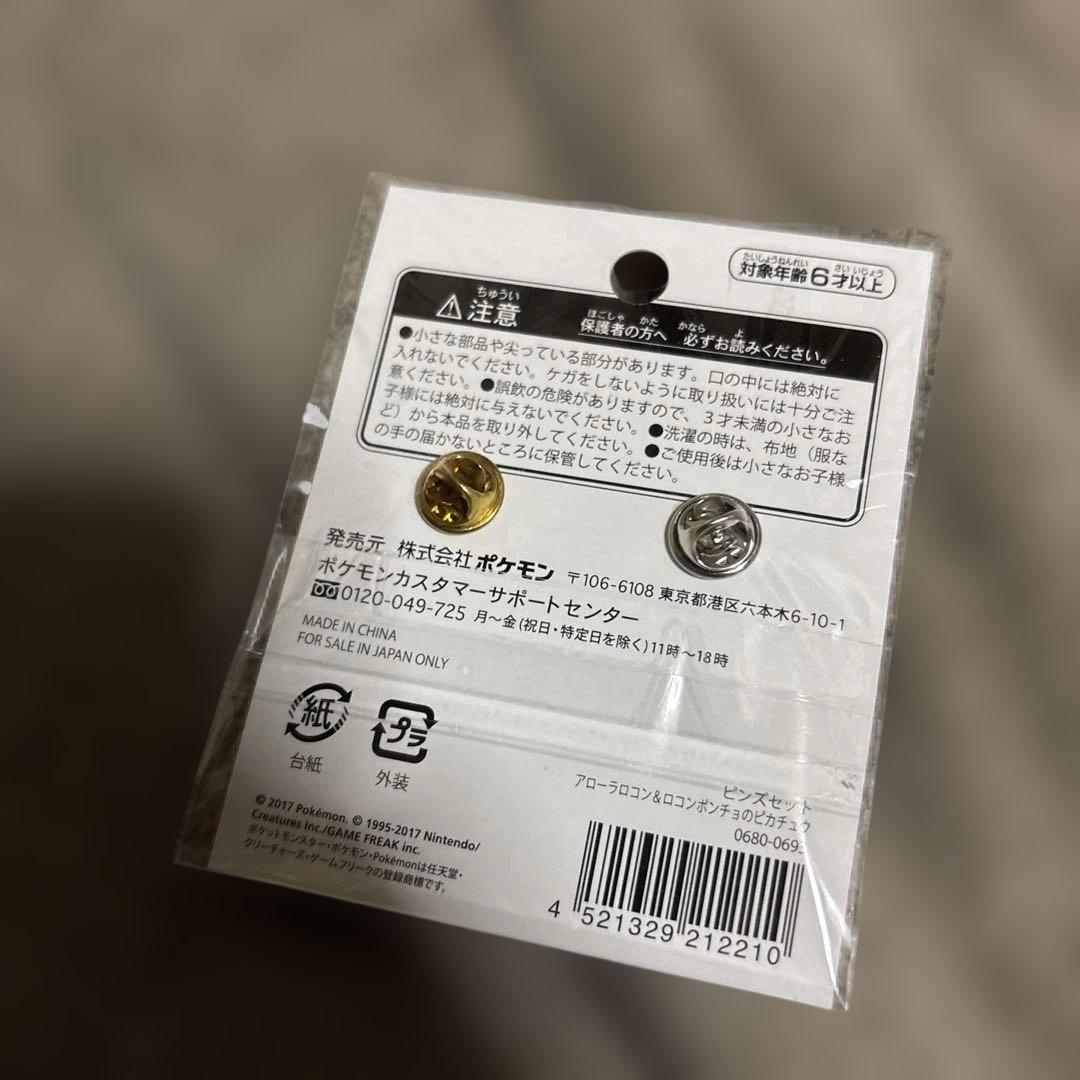 たいしょうねんれい さい いじょう
対象年齢6才以上
ちゅうい
注意
ほごしゃ かた かなら よ
保護者の方へ 必ずお読みください。
●小さな部品や尖っている部分があります。口の中には絶対に
入れないでください。ケガをしないように取り扱いには十分ご注
意ください。●誤飲の危険がありますので、3才未満の小さなお
子様には絶対に与えないでください。●洗濯の時は、布地(服な
ど)から本品を取り外してください。●ご使用後は小さなお子様
の手の届かないところに保管してください。
発売元 株式会社ポケモン 〒106-6108 東京都港区六本木6-10-1
ポケモンカスタマーサポートセンター
0120-049-725 月~金(祝日・特定日を除く)11時~18時
MADE IN CHINA
FOR SALE IN JAPAN ONLY
紙
台紙
プラ
外装
ピンズセット
アローラロコン&ロコンポンチョのピカチュウ
0680-0695
© 2017 Pokémon. © 1995-2017 Nintendo/
Creatures Inc./GAME FREAK inc.
ポケットモンスター・ポケモン・Pokémonは任天堂・
クリーチャーズ・ゲームフリークの登録商標です。
4 521329 212210